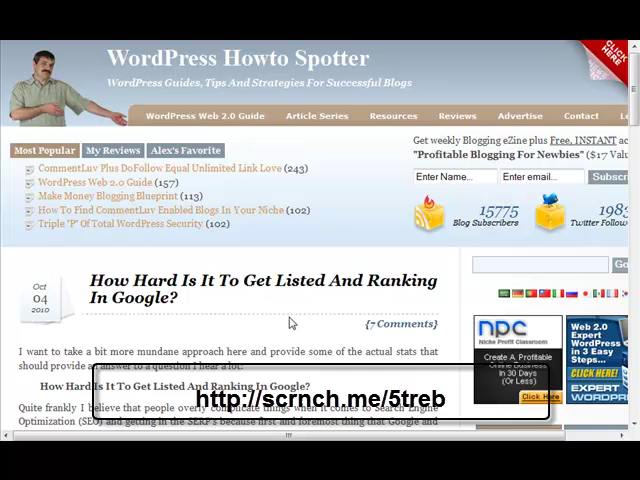 WordPress Howto Spotter
WordPress Guides, Tips And Strategies For Successful Blogs
CLICK HERE
WordPress Web 2.0 Guide Article Series Resources Reviews Advertise Contact
Most Popular My Reviews Alex's Favorite
CommentLuv Plus DoFollow Equal Unlimited Link Love (243)
WordPress Web 2.0 Guide (157)
Make Money Blogging Blueprint (113)
How To Find CommentLuv Enabled Blogs In Your Niche (102)
Triple "P" Of Total WordPress Security (102)
Get weekly Blogging eZine plus Free, INSTANT ac
"Profitable Blogging For Newbies" ($17 Valu
Enter Name... Enter email... Subscr
15775
Blog Subscribers
1983
Twitter Follow
Oct
04
2010
How Hard Is It To Get Listed And Ranking
In Google?
{7 Comments}
Go
I want to take a bit more mundane approach here and provide some of the actual stats that
should provide an answer to a question I hear a lot:
How Hard Is It To Get Listed And Ranking In Google?
Quite frankly I believe that people overly complicate things when it comes to Search Engine
Optimization (SEO) and getting in the SERP's because first and foremost thing that Google and
http://scrnch.me/5treb
npc
Niche Profit Classroom
Create A Profitable
Online Business
In 30 Days
(Or Less)
Click Here
Web 2.0
Expert
WordPress
in 3 Easy
Steps...
CLICK HERE
EXPERT
WORDPR